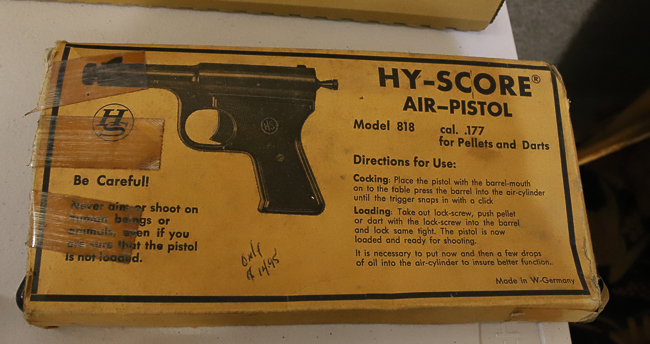 HY-SCORE®
AIR-PISTOL
Model 818 cal. .177
for Pellets and Darts
Directions for Use:
Cocking: Place the pistol with the barrel-mouth
on to the table press the barrel into the air-cylinder
until the trigger snaps in with a click
Loading: Take out lock-screw, push pellet
or dart with the lock-screw into the barrel
and lock same tight. The pistol is now
loaded and ready for shooting.
It is necessary to put now and then a few drops
of oil into the air-cylinder to insure better function.
Made in W-Germany
HS
Be Careful!
Never aim or shoot on
human beings or
animals, even if you
are sure that the pistol
is not loaded.
only
$14.95